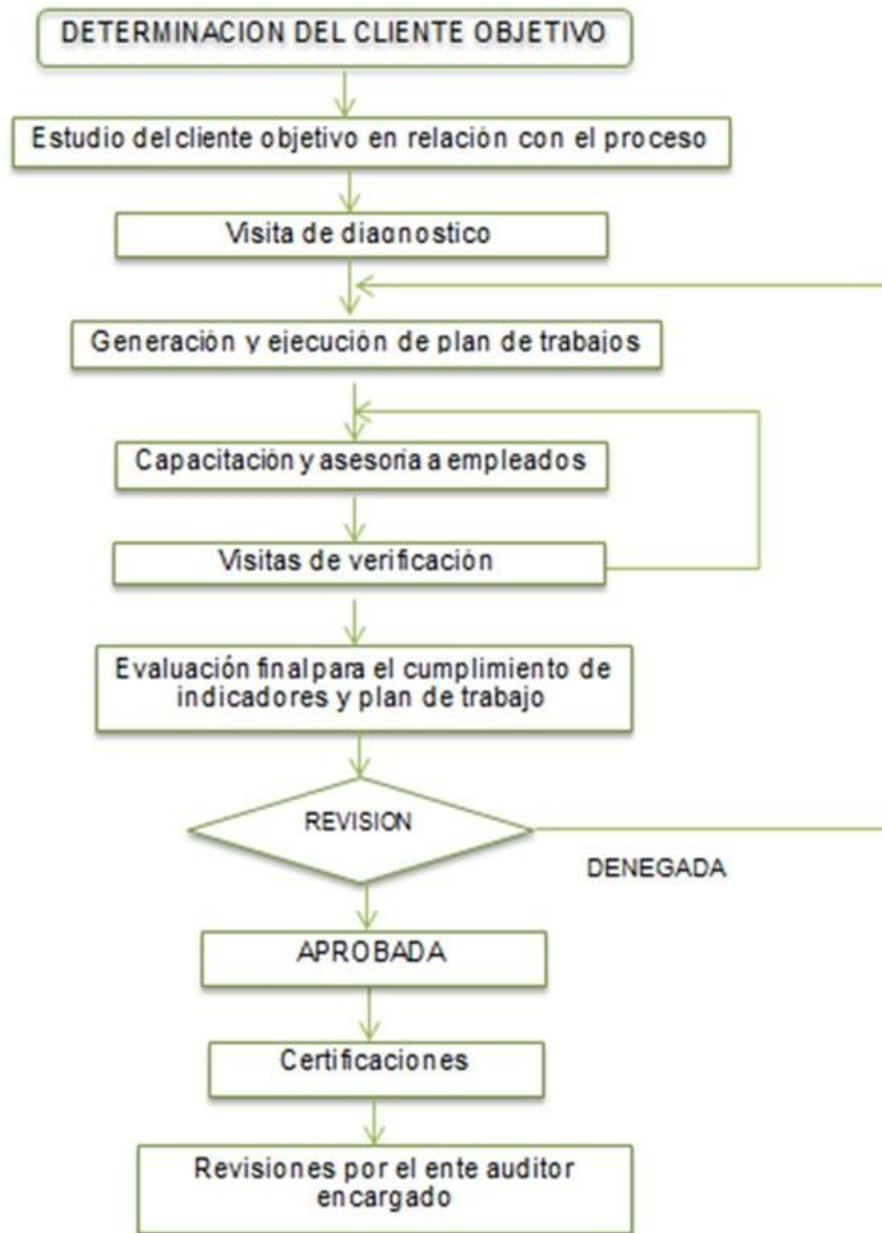 DETERMINACION DEL CLIENTE OBJETIVO
Estudio del cliente objetivo en relación con el proceso
Visita de diagnostico
Generación y ejecución de plan de trabajos
Capacitación y asesoria a empleados
Visitas de verificación
Evaluación final para el cumplimiento de
indicadores y plan de trabajo
REVISION
DENEGADA
APROBADA
Certificaciones
Revisiones por el ente auditor
encargado